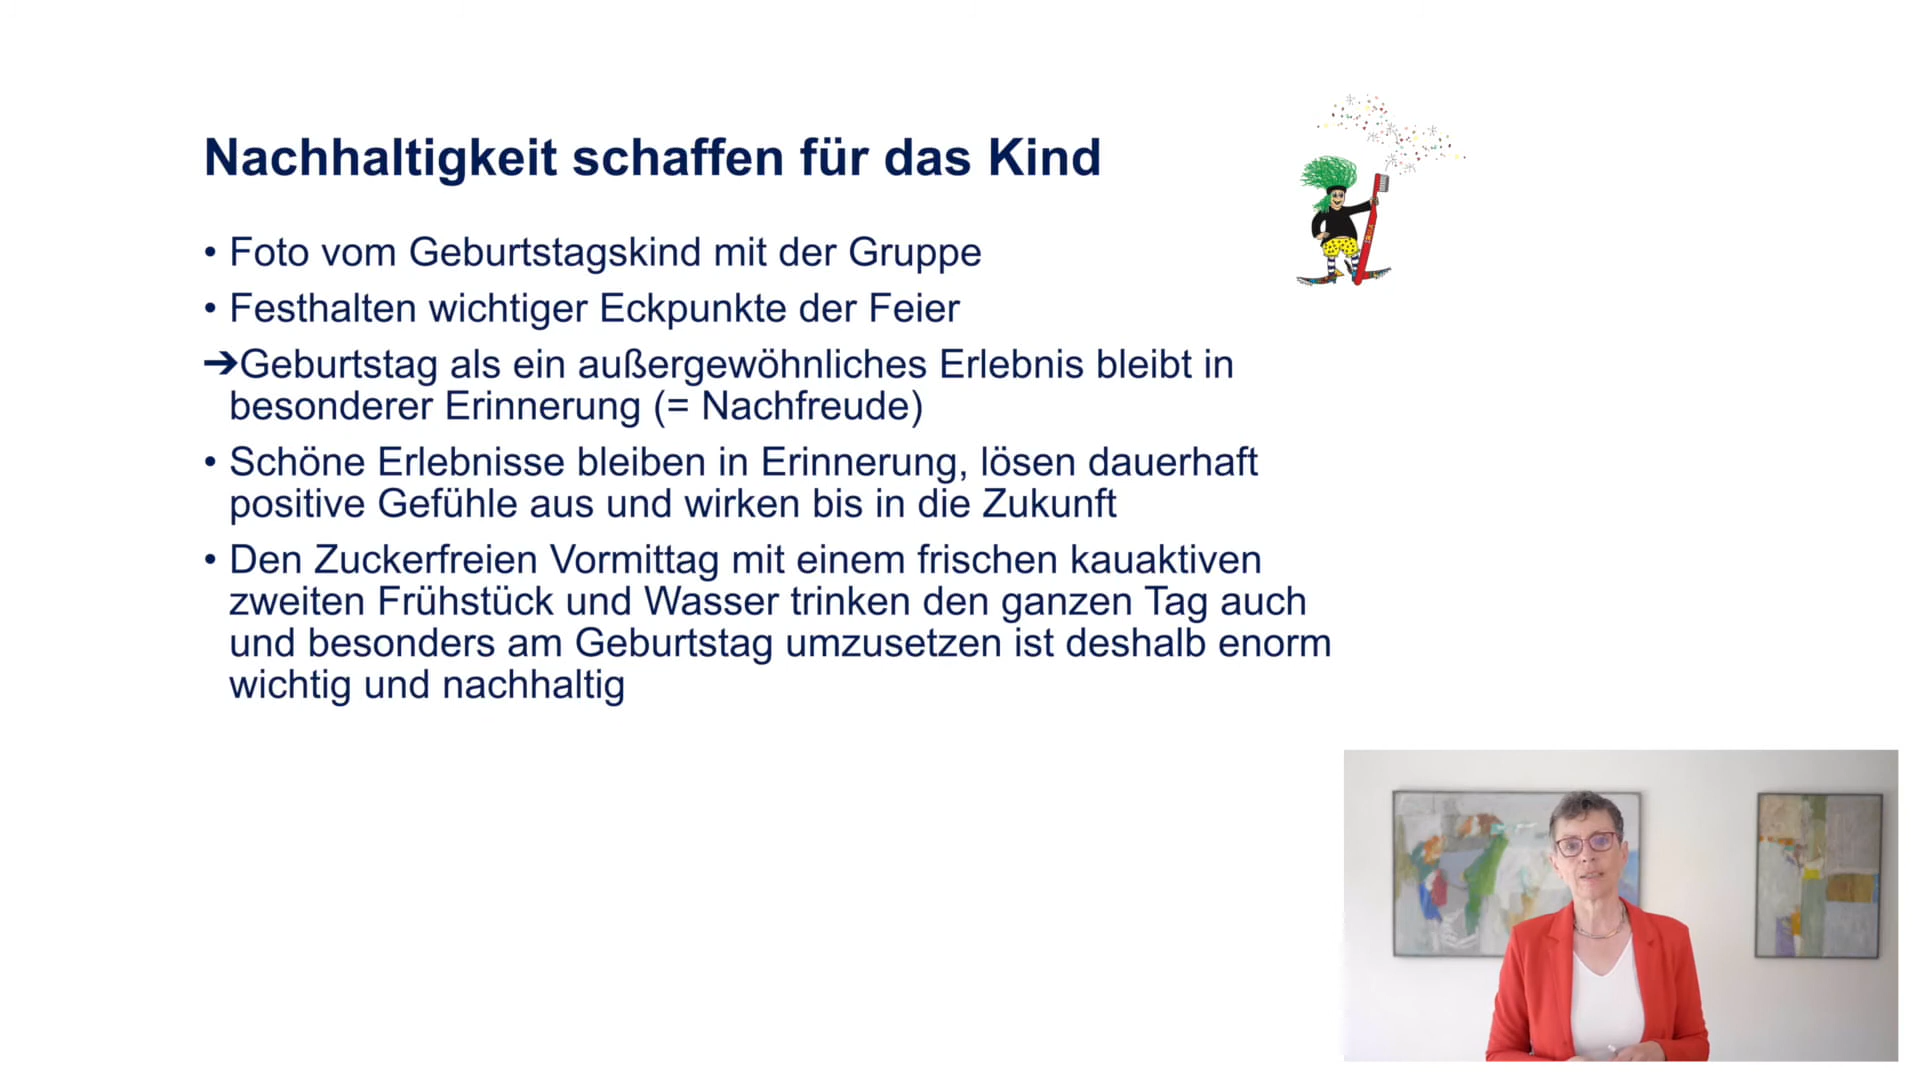 Nachhaltigkeit schaffen für das Kind
• Foto vom Geburtstagskind mit der Gruppe
• Festhalten wichtiger Eckpunkte der Feier
➔Geburtstag als ein außergewöhnliches Erlebnis bleibt in
besonderer Erinnerung (= Nachfreude)
• Schöne Erlebnisse bleiben in Erinnerung, lösen dauerhaft
positive Gefühle aus und wirken bis in die Zukunft
• Den Zuckerfreien Vormittag mit einem frischen kauaktiven
zweiten Frühstück und Wasser trinken den ganzen Tag auch
und besonders am Geburtstag umzusetzen ist deshalb enorm
wichtig und nachhaltig